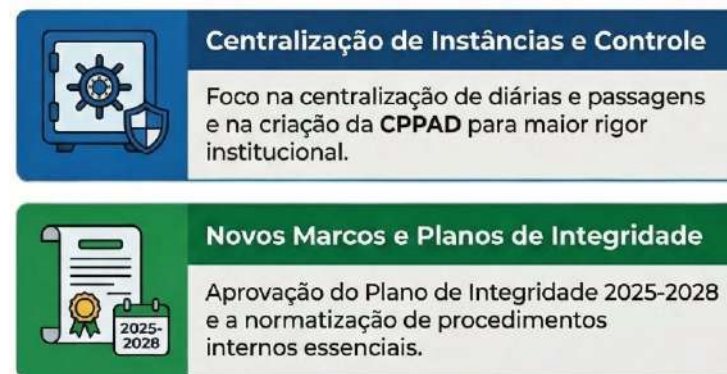 Centralização de Instâncias e Controle
Foco na centralização de diárias e passagens
e na criação da CPPAD para maior rigor
institucional.
Novos Marcos e Planos de Integridade
Aprovação do Plano de Integridade 2025-2028
e a normatização de procedimentos
internos essenciais.
2025-
2028